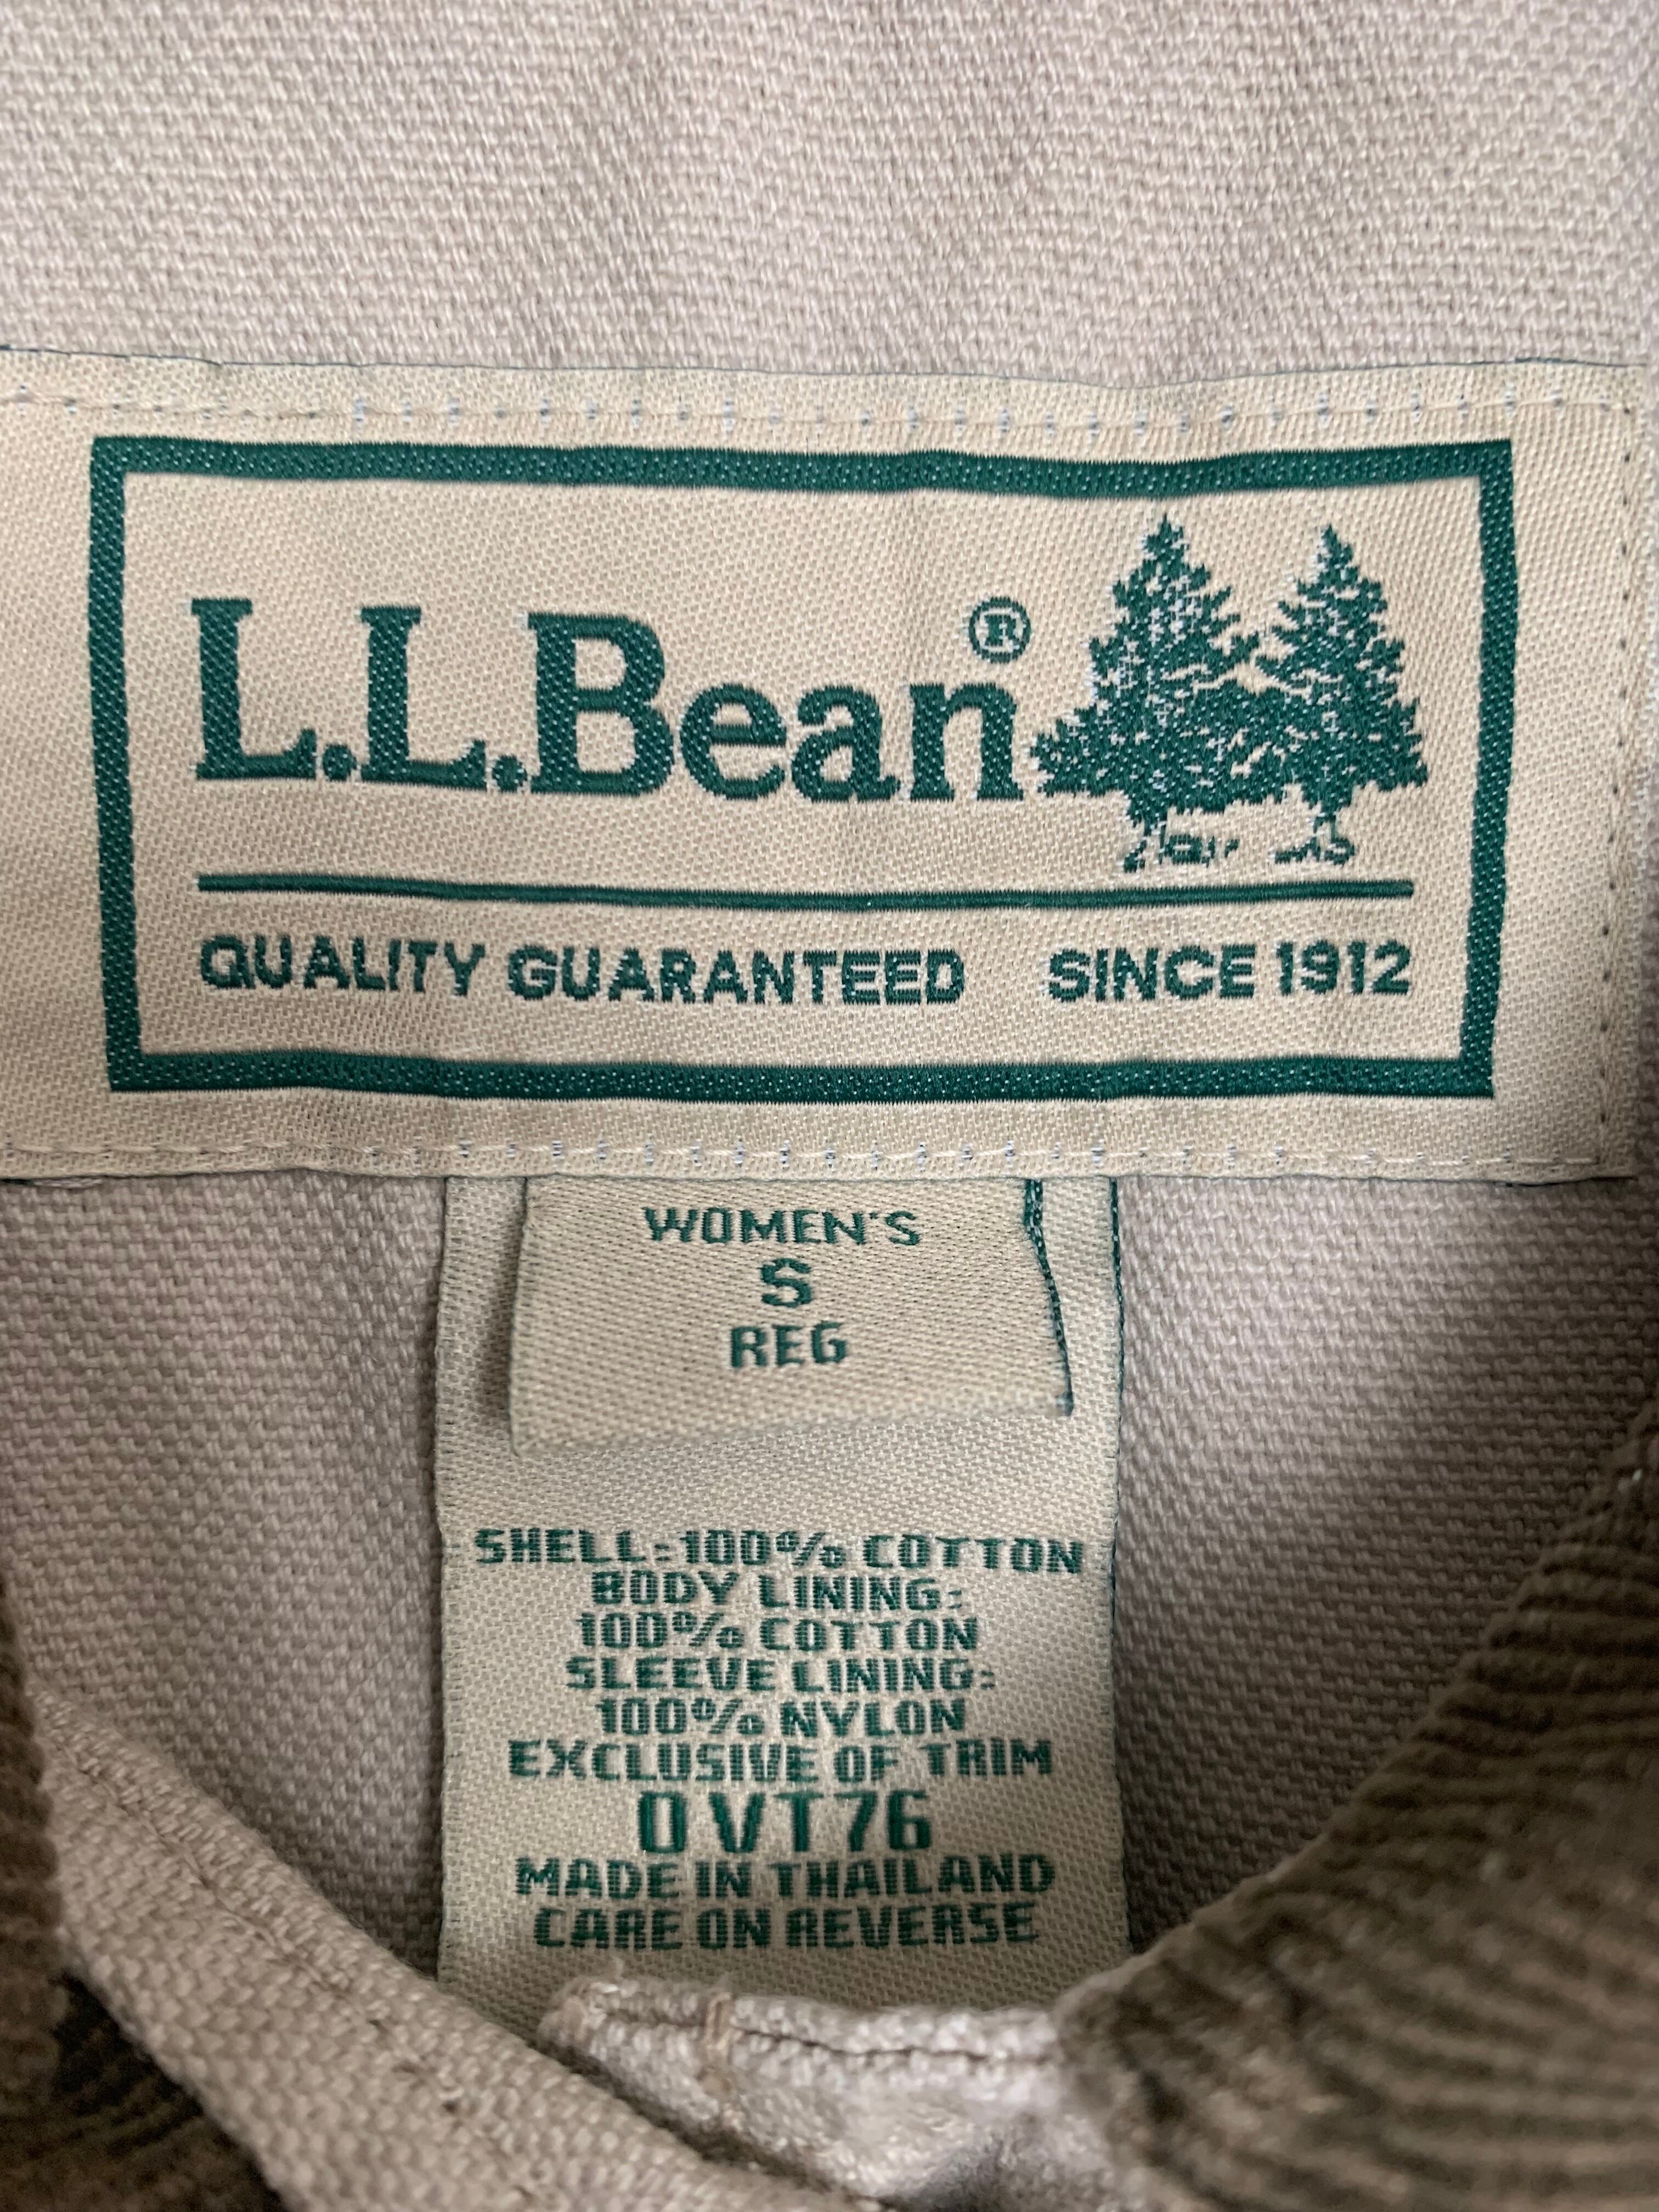 L.L.Bean®
QUALITY GUARANTEED SINCE 1912
WOMEN'S
S
REG
SHELL:100% COTTON
BODY LINING:
100% COTTON
SLEEVE LINING:
100% NYLON
EXCLUSIVE OF TRIM
0VT76
MADE IN THAILAND
CARE ON REVERSE